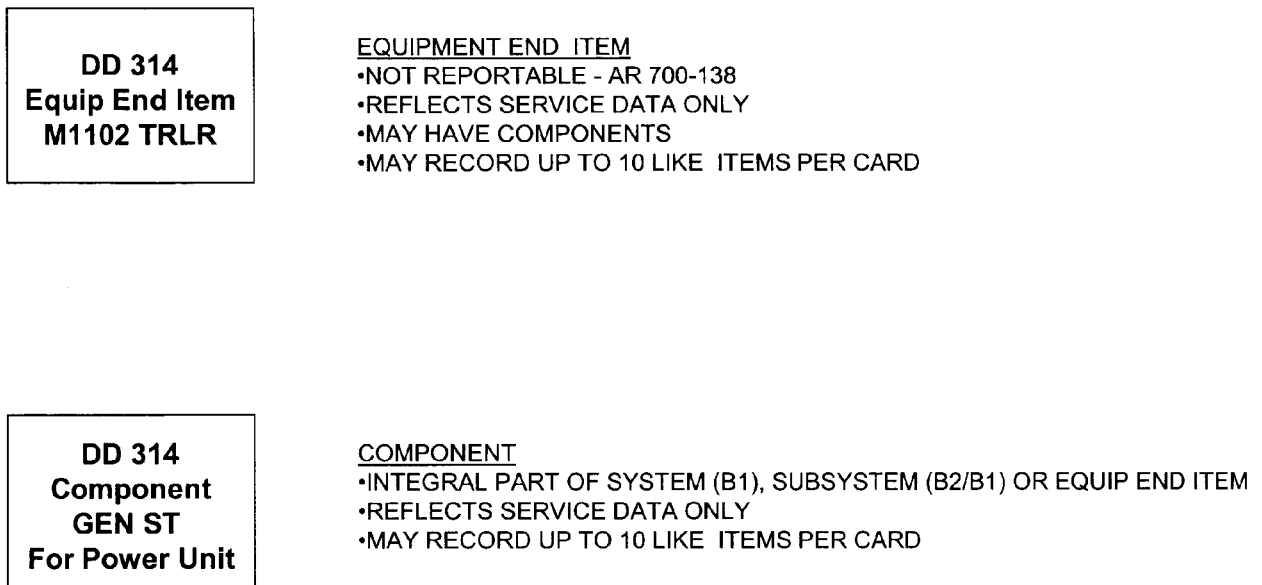 DD 314
Equip End Item
M1102 TRLR
EQUIPMENT END ITEM
•NOT REPORTABLE - AR 700-138
•REFLECTS SERVICE DATA ONLY
•MAY HAVE COMPONENTS
•MAY RECORD UP TO 10 LIKE ITEMS PER CARD
DD 314
Component
GEN ST
For Power Unit
COMPONENT
•INTEGRAL PART OF SYSTEM (B1), SUBSYSTEM (B2/B1) OR EQUIP END ITEM
•REFLECTS SERVICE DATA ONLY
•MAY RECORD UP TO 10 LIKE ITEMS PER CARD